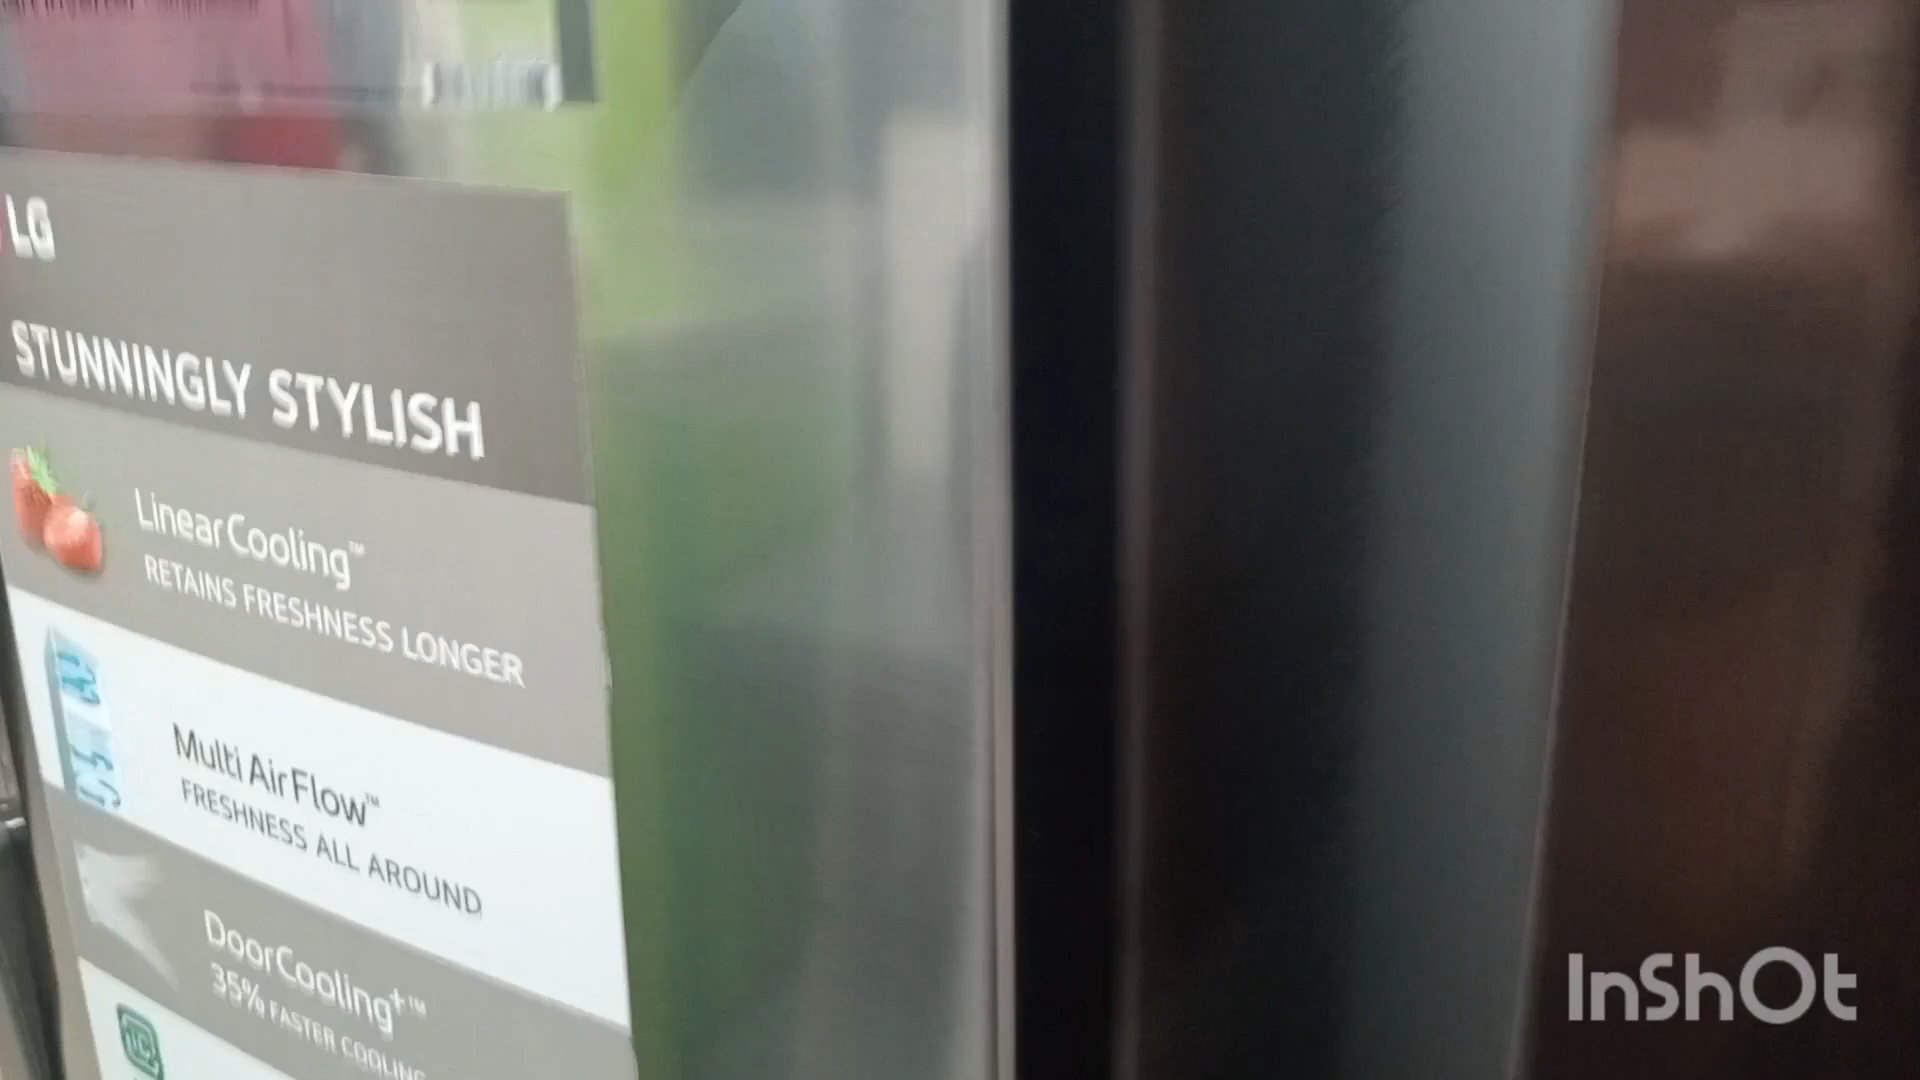 LG
STUNNINGLY STYLISH
LinearCooling™
RETAINS FRESHNESS LONGER
Multi AirFlow™
FRESHNESS ALL AROUND
DoorCooling+™
35% FASTER COOLING
InShOt